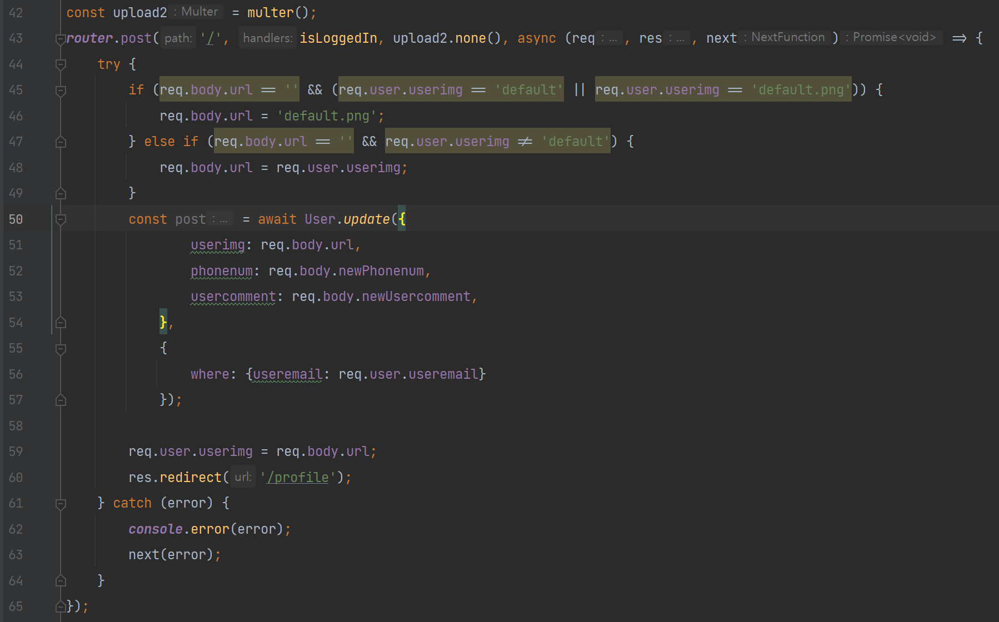 42 const upload2 : Multer = multer();
43 router.post( path: '/', handlers: isLoggedIn, upload2.none(), async (req : ... , res : ... , next : NextFunction ) : Promise<void> => {
44 try {
45 if (req.body.url == '' && (req.user.userimg == 'default' || req.user.userimg == 'default.png')) {
46 req.body.url = 'default.png';
47 } else if (req.body.url == '' && req.user.userimg != 'default') {
48 req.body.url = req.user.userimg;
49 }
50 const post : ... = await User.update({
51 userimg: req.body.url,
52 phonenum: req.body.newPhonenum,
53 usercomment: req.body.newUsercomment,
54 },
55 {
56 where: {useremail: req.user.useremail}
57 });
58
59 req.user.userimg = req.body.url;
60 res.redirect( url: '/profile');
61 } catch (error) {
62 console.error(error);
63 next(error);
64 }
65 });